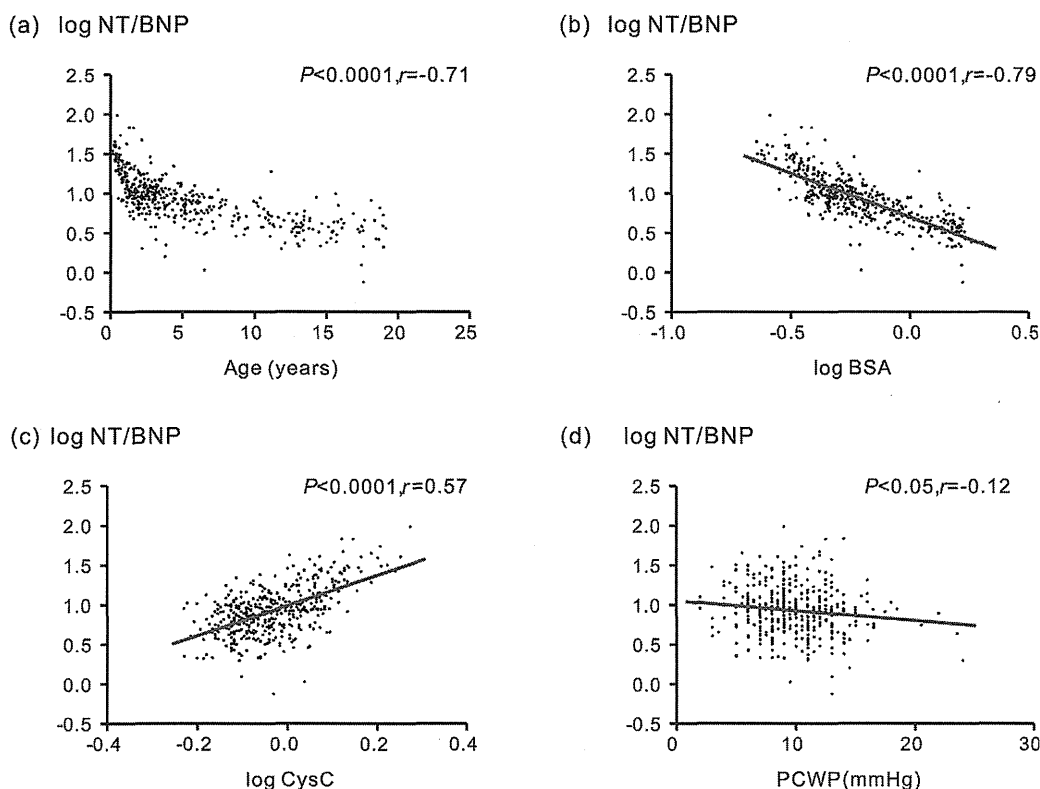 (a) log NT/BNP
P<0.0001,r=-0.71
2.5
2.0
1.5
1.0
0.5
0.0
-0.5
0 5 10 15 20 25
Age (years)
(b) log NT/BNP
P<0.0001,r=-0.79
2.5
2.0
1.5
1.0
0.5
0.0
-0.5
-1.0 -0.5 0.0 0.5
log BSA
(c) log NT/BNP
P<0.0001,r=0.57
2.5
2.0
1.5
1.0
0.5
0.0
-0.5
-0.4 -0.2 0.0 0.2 0.4
log CysC
(d) log NT/BNP
P<0.05,r=-0.12
2.5
2.0
1.5
1.0
0.5
0.0
-0.5
0 10 20 30
PCWP(mmHg)